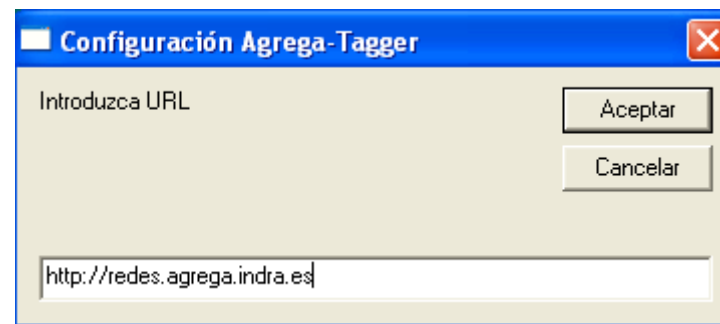 Configuración Agrega-Tagger
Introduzca URL
Aceptar
Cancelar
http://redes.agrega.indra.es